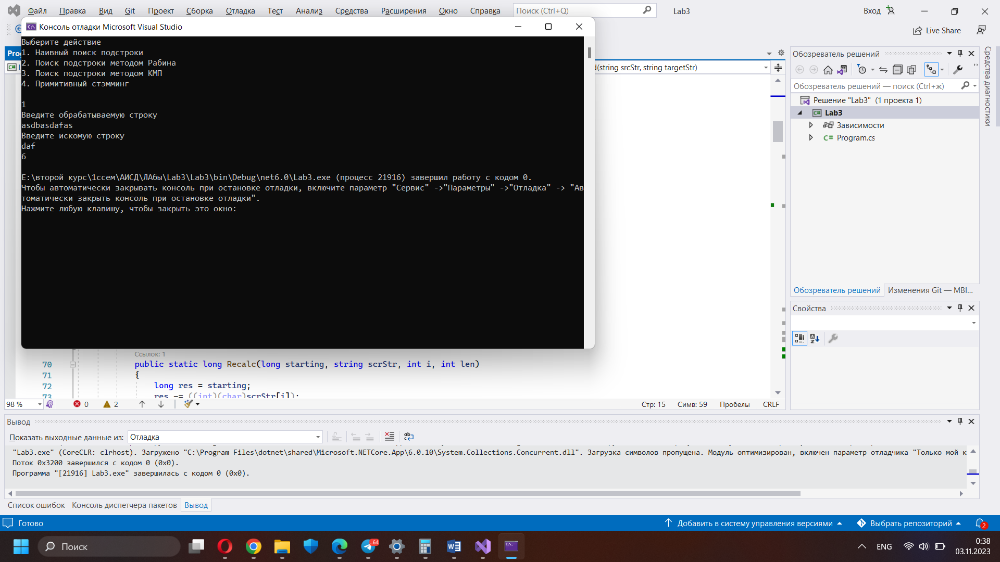 Файл Правка Вид Git Проект Сборка Отладка Тест Анализ Средства Расширения Окно Справка Поиск (Ctrl+Q) Lab3 Вход
Консоль отладки Microsoft Visual Studio
Live Share
Выберите действие
1. Наивный поиск подстроки
2. Поиск подстроки методом Рабина
3. Поиск подстроки методом КМП
4. Примитивный стэмминг
1
Введите обрабатываемую строку
asdbasdafas
Введите искомую строку
daf
6
E:\второй курс\1ссем\АИСД\ЛАбы\Lab3\Lab3\bin\Debug\net6.0\Lab3.exe (процесс 21916) завершил работу с кодом 0.
Чтобы автоматически закрывать консоль при остановке отладки, включите параметр "Сервис" ->"Параметры" ->"Отладка" -> "Ав
томатически закрыть консоль при остановке отладки".
Нажмите любую клавишу, чтобы закрыть это окно:
(string srcStr, string targetStr)
Обозреватель решений
Обозреватель решений — поиск (Ctrl+ж)
Решение "Lab3" (1 проекта 1)
Lab3
Зависимости
C# Program.cs
Средства диагностики
Обозреватель решений Изменения Git — MBI...
Свойства
Ссылок: 1
70 public static long Recalc(long starting, string scrStr, int i, int len)
71 {
72 long res = starting;
73 res -= ((int)(char)scrStr[i]);
98 % 0 2 Стр: 15 Симв: 59 Пробелы CRLF
Вывод
Показать выходные данные из: Отладка
"Lab3.exe" (CoreCLR: clrhost). Загружено "C:\Program Files\dotnet\shared\Microsoft.NETCore.App\6.0.10\System.Collections.Concurrent.dll". Загрузка символов пропущена. Модуль оптимизирован, включен параметр отладчика "Только мой к
Поток 0x3200 завершился с кодом 0 (0x0).
Программа "[21916] Lab3.exe" завершилась с кодом 0 (0x0).
Список ошибок Консоль диспетчера пакетов Вывод
Готово Добавить в систему управления версиями Выбрать репозиторий 2
Поиск 64 ENG 0:38
03.11.2023